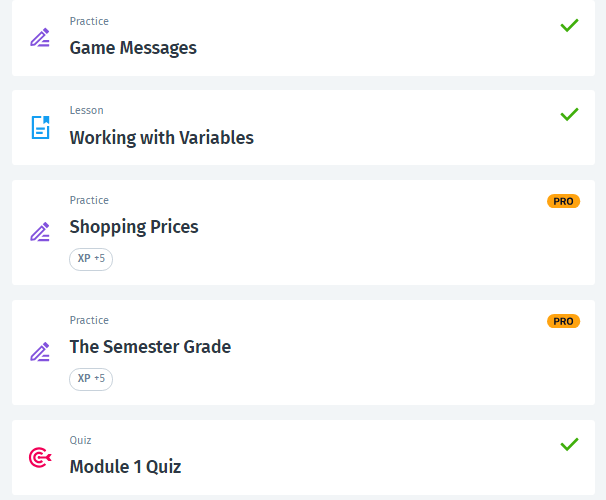 Practice
Game Messages
Lesson
Working with Variables
Practice
PRO
Shopping Prices
XP +5
Practice
PRO
The Semester Grade
XP +5
Quiz
Module 1 Quiz